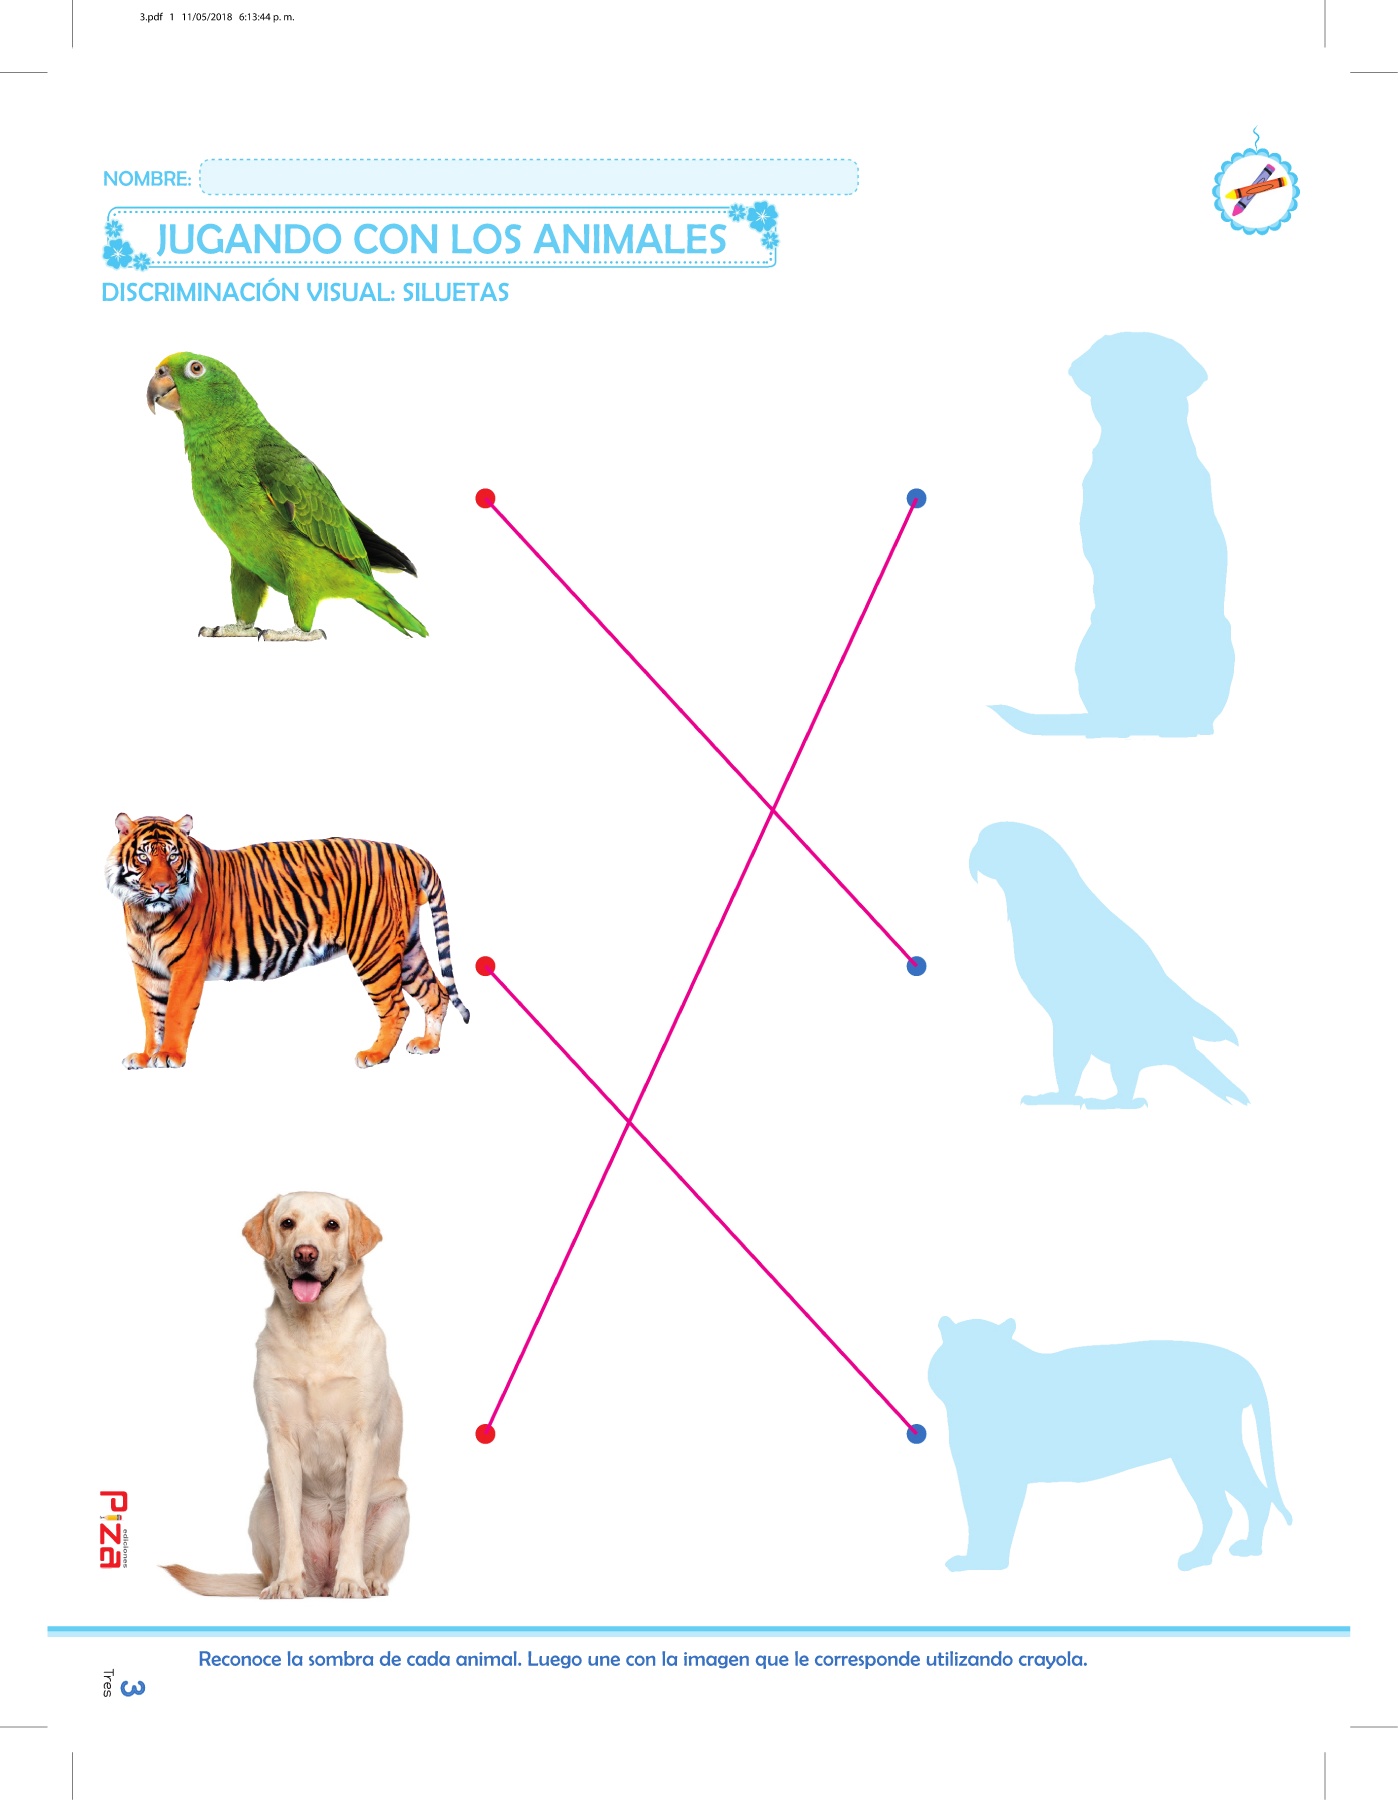 3.pdf 1 11/05/2018 6:13:44 p. m.
NOMBRE:
JUGANDO CON LOS ANIMALES
DISCRIMINACIÓN VISUAL: SILUETAS
Piza
ediciones
Reconoce la sombra de cada animal. Luego une con la imagen que le corresponde utilizando crayola.
3
Tres